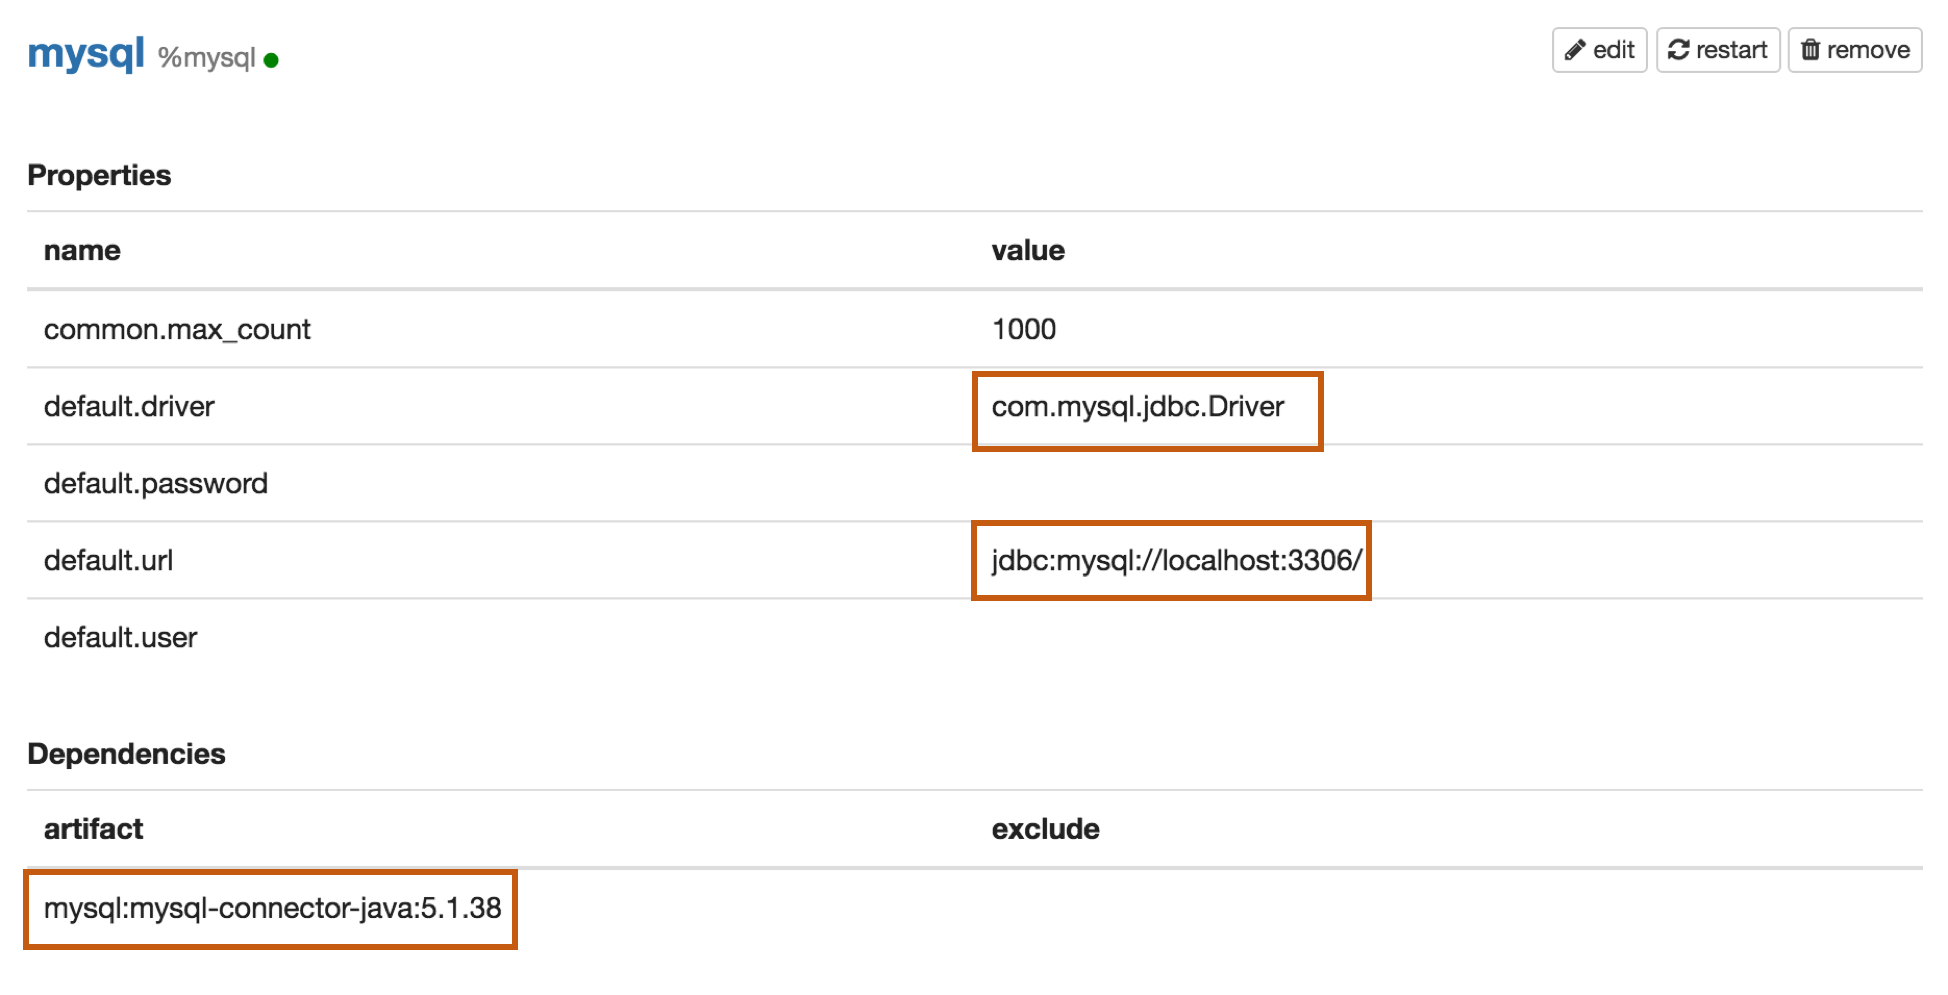 mysql %mysql
edit restart remove
Properties
name value
common.max_count 1000
default.driver com.mysql.jdbc.Driver
default.password
default.url jdbc:mysql://localhost:3306/
default.user
Dependencies
artifact exclude
mysql:mysql-connector-java:5.1.38